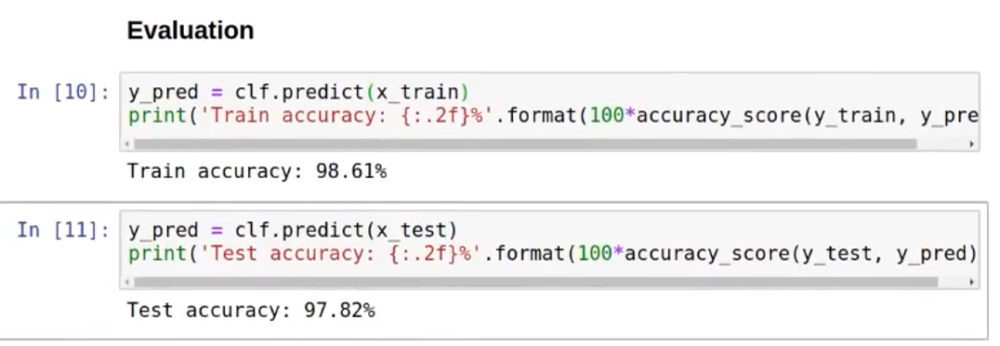 Evaluation
In [10]: y_pred = clf.predict(x_train)
print('Train accuracy: {:.2f}%'.format(100*accuracy_score(y_train, y_pre
Train accuracy: 98.61%
In [11]: y_pred = clf.predict(x_test)
print('Test accuracy: {:.2f}%'.format(100*accuracy_score(y_test, y_pred)
Test accuracy: 97.82%